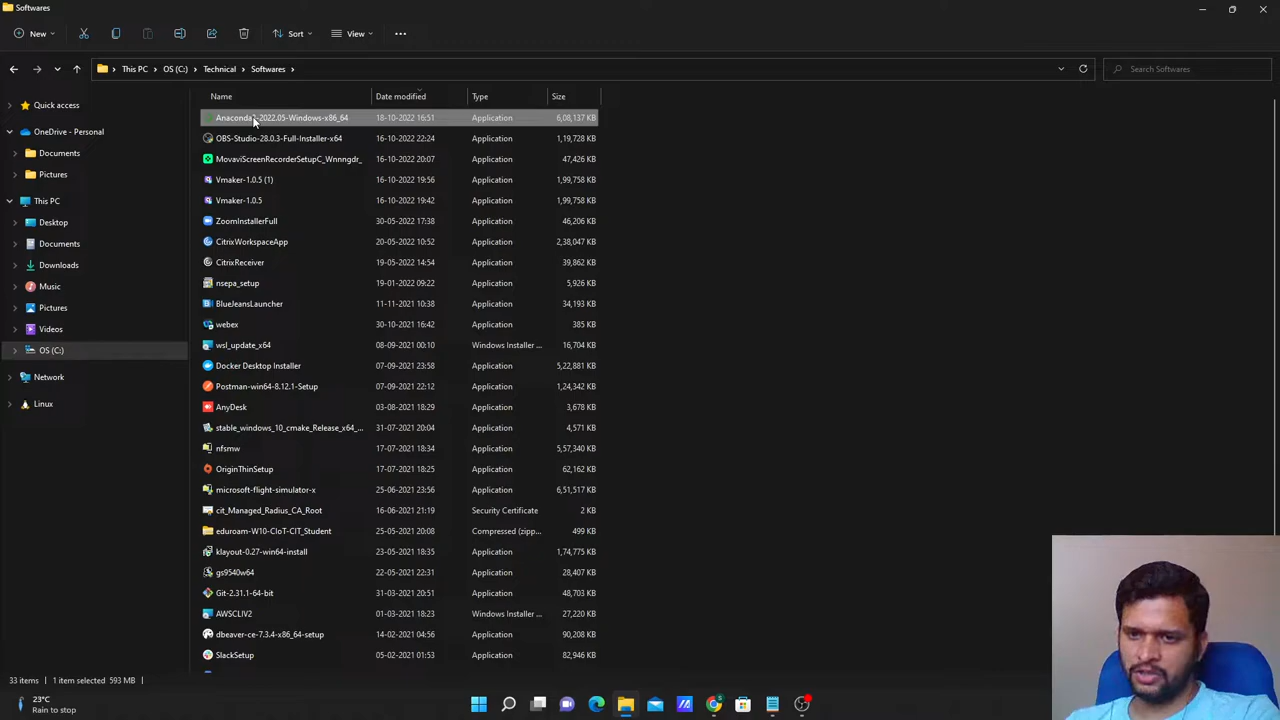 Softwares
New
Sort
View
This PC
OS (C:)
Technical
Softwares
Search Softwares
Quick access
OneDrive - Personal
Documents
Pictures
This PC
Desktop
Documents
Downloads
Music
Pictures
Videos
OS (C:)
Network
Linux
Name Date modified Type Size
Anaconda3-2022.05-Windows-x86_64 18-10-2022 16:51 Application 6,08,137 KB
OBS-Studio-28.0.3-Full-Installer-x64 16-10-2022 22:24 Application 1,19,728 KB
MovaviScreenRecorderSetupC_Wnnngdr_ 16-10-2022 20:07 Application 47,426 KB
Vmaker-1.0.5 (1) 16-10-2022 19:56 Application 1,99,758 KB
Vmaker-1.0.5 16-10-2022 19:42 Application 1,99,758 KB
ZoomInstallerFull 30-05-2022 17:38 Application 46,206 KB
CitrixWorkspaceApp 20-05-2022 10:52 Application 2,38,047 KB
CitrixReceiver 19-05-2022 14:54 Application 39,862 KB
nsepa_setup 19-01-2022 09:22 Application 5,926 KB
BlueJeansLauncher 11-11-2021 10:38 Application 34,193 KB
webex 30-10-2021 16:42 Application 385 KB
wsl_update_x64 08-09-2021 00:10 Windows Installer ... 16,704 KB
Docker Desktop Installer 07-09-2021 23:58 Application 5,22,881 KB
Postman-win64-8.12.1-Setup 07-09-2021 22:12 Application 1,24,342 KB
AnyDesk 03-08-2021 18:29 Application 3,678 KB
stable_windows_10_cmake_Release_x64_... 31-07-2021 20:04 Application 4,571 KB
nfsmw 17-07-2021 18:34 Application 5,57,340 KB
OriginThinSetup 17-07-2021 18:25 Application 62,162 KB
microsoft-flight-simulator-x 25-06-2021 23:56 Application 6,51,517 KB
cit_Managed_Radius_CA_Root 16-06-2021 21:19 Security Certificate 2 KB
eduroam-W10-CIoT-CIT_Student 25-05-2021 20:08 Compressed (zipp... 499 KB
klayout-0.27-win64-install 23-05-2021 18:35 Application 1,74,775 KB
gs9540w64 22-05-2021 22:31 Application 28,407 KB
Git-2.31.1-64-bit 31-03-2021 20:51 Application 48,703 KB
AWSCLIV2 01-03-2021 18:23 Windows Installer ... 27,220 KB
dbeaver-ce-7.3.4-x86_64-setup 14-02-2021 04:56 Application 90,208 KB
SlackSetup 05-02-2021 01:53 Application 82,946 KB
33 items 1 item selected 593 MB
23°C
Rain to stop